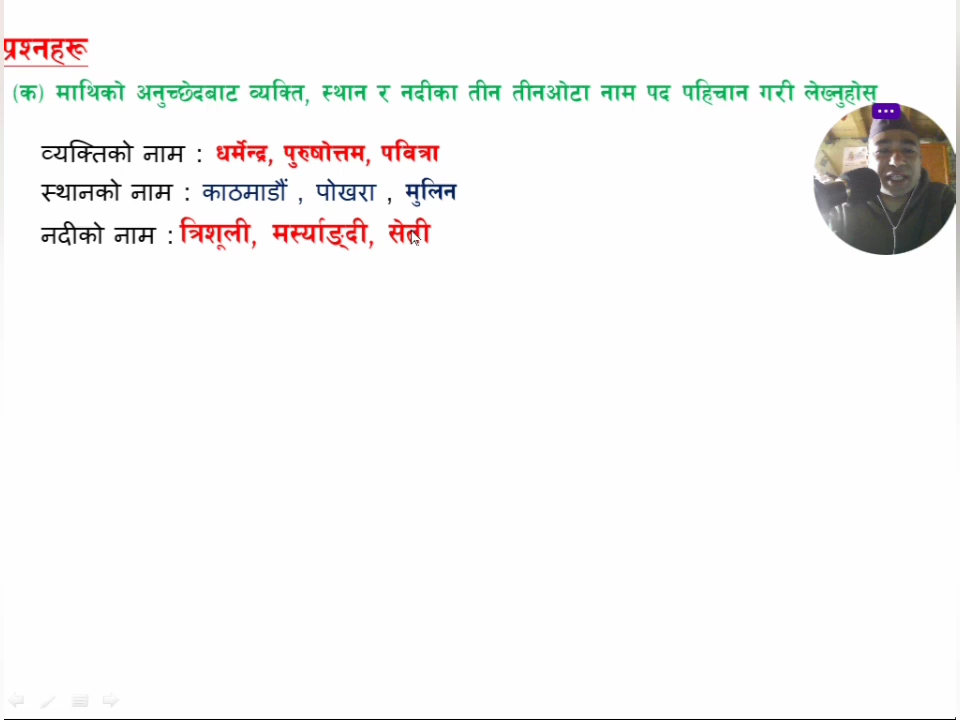 प्रश्नहरू
(क) माथिको अनुच्छेदबाट व्यक्ति, स्थान र नदीका तीन तीनओटा नाम पद पहिचान गरी लेख्नुहोस
व्यक्तिको नाम : धर्मेन्द्र, पुरुषोत्तम, पवित्रा
स्थानको नाम : काठमाडौं , पोखरा , मुलिन
नदीको नाम : त्रिशूली, मर्स्याङ्दी, सेती